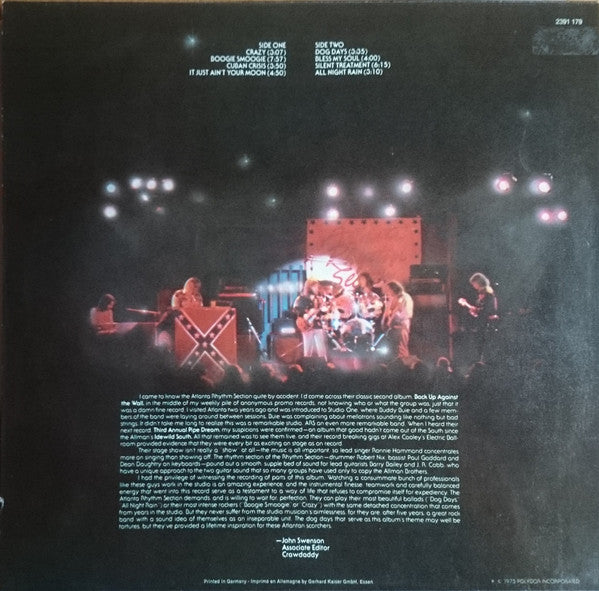 2391 179
SIDE ONE
CRAZY (3:07)
BOOGIE SMOOGIE (7:57)
CUBAN CRISIS (3:50)
IT JUST AIN'T YOUR MOON (4:50)
SIDE TWO
DOG DAYS (3:35)
BLESS MY SOUL (4:00)
SILENT TREATMENT (6:15)
ALL NIGHT RAIN (3:10)
I came to know the Atlanta Rhythm Section quite by accident. I'd come across their classic second album, Back Up Against
the Wall, in the middle of my weekly pile of anonymous promo records, not knowing who or what the group was, just that it
was a damn fine record. I visited Atlanta two years ago and was introduced to Studio One, where Buddy Buie and a few mem-
bers of the band were laying around between sessions. Buie was complaining about mellotrons sounding like nothing but bad
strings. It didn't take me long to realize this was a remarkable studio, ARS an even more remarkable band. When I heard their
next record, Third Annual Pipe Dream, my suspicions were confirmed—an album that good hadn't come out of the South since
the Allman's Idlewild South. All that remained was to see them live, and their record breaking gigs at Alex Cooley's Electric Ball-
room provided evidence that they were every bit as exciting on stage as on record.
Their stage show isn't really a "show" at all—the music is all-important, so lead singer Ronnie Hammond concentrates
more on singing than showing off. The rhythm section of the Rhythm Section—drummer Robert Nix, bassist Paul Goddard and
Dean Daughtry on keyboards—pound out a smooth, supple bed of sound for lead guitarists Barry Bailey and J.R. Cobb, who
have a unique approach to the two guitar sound that so many groups have used only to copy the Allman Brothers.
I had the privilege of witnessing the recording of parts of this album. Watching a consummate bunch of professionals
like these guys work in the studio is an amazing experience, and the instrumental finesse, teamwork and carefully balanced
energy that went into this record serve as a testament to a way of life that refuses to compromise itself for expediency. The
Atlanta Rhythm Section demands, and is willing to wait for, perfection. They can play their most beautiful ballads ("Dog Days,"
"All Night Rain") or their most intense rockers ("Boogie Smoogie" or "Crazy") with the same detached concentration that comes
from years in the studio. But they never suffer from the studio musician's aimlessness, for they are, after five years, a great rock
band with a solid idea of themselves as an inseperable unit. The dog days that serve as this album's theme may well be
tortures, but they've provided a lifetime inspiration for these Atlantan scorchers.
—John Swenson
Associate Editor
Crawdaddy
Printed in Germany · Imprimé en Allemagne by Gerhard Kaiser GmbH, Essen
℗ © 1975 POLYDOR INCORPORATED